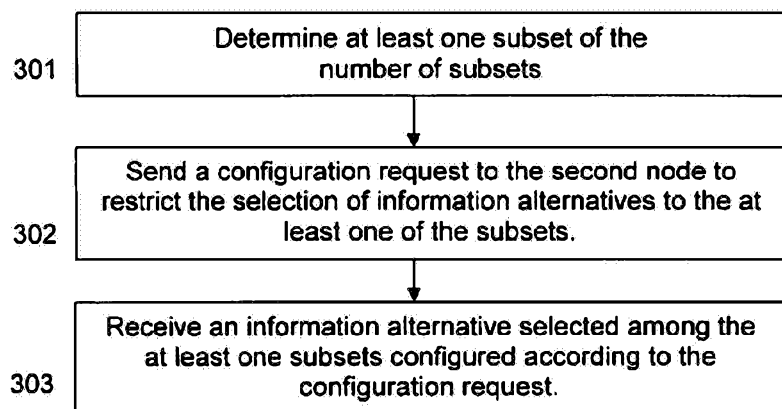 301
Determine at least one subset of the
number of subsets
302
Send a configuration request to the second node to
restrict the selection of information alternatives to the at
least one of the subsets.
303
Receive an information alternative selected among the
at least one subsets configured according to the
configuration request.